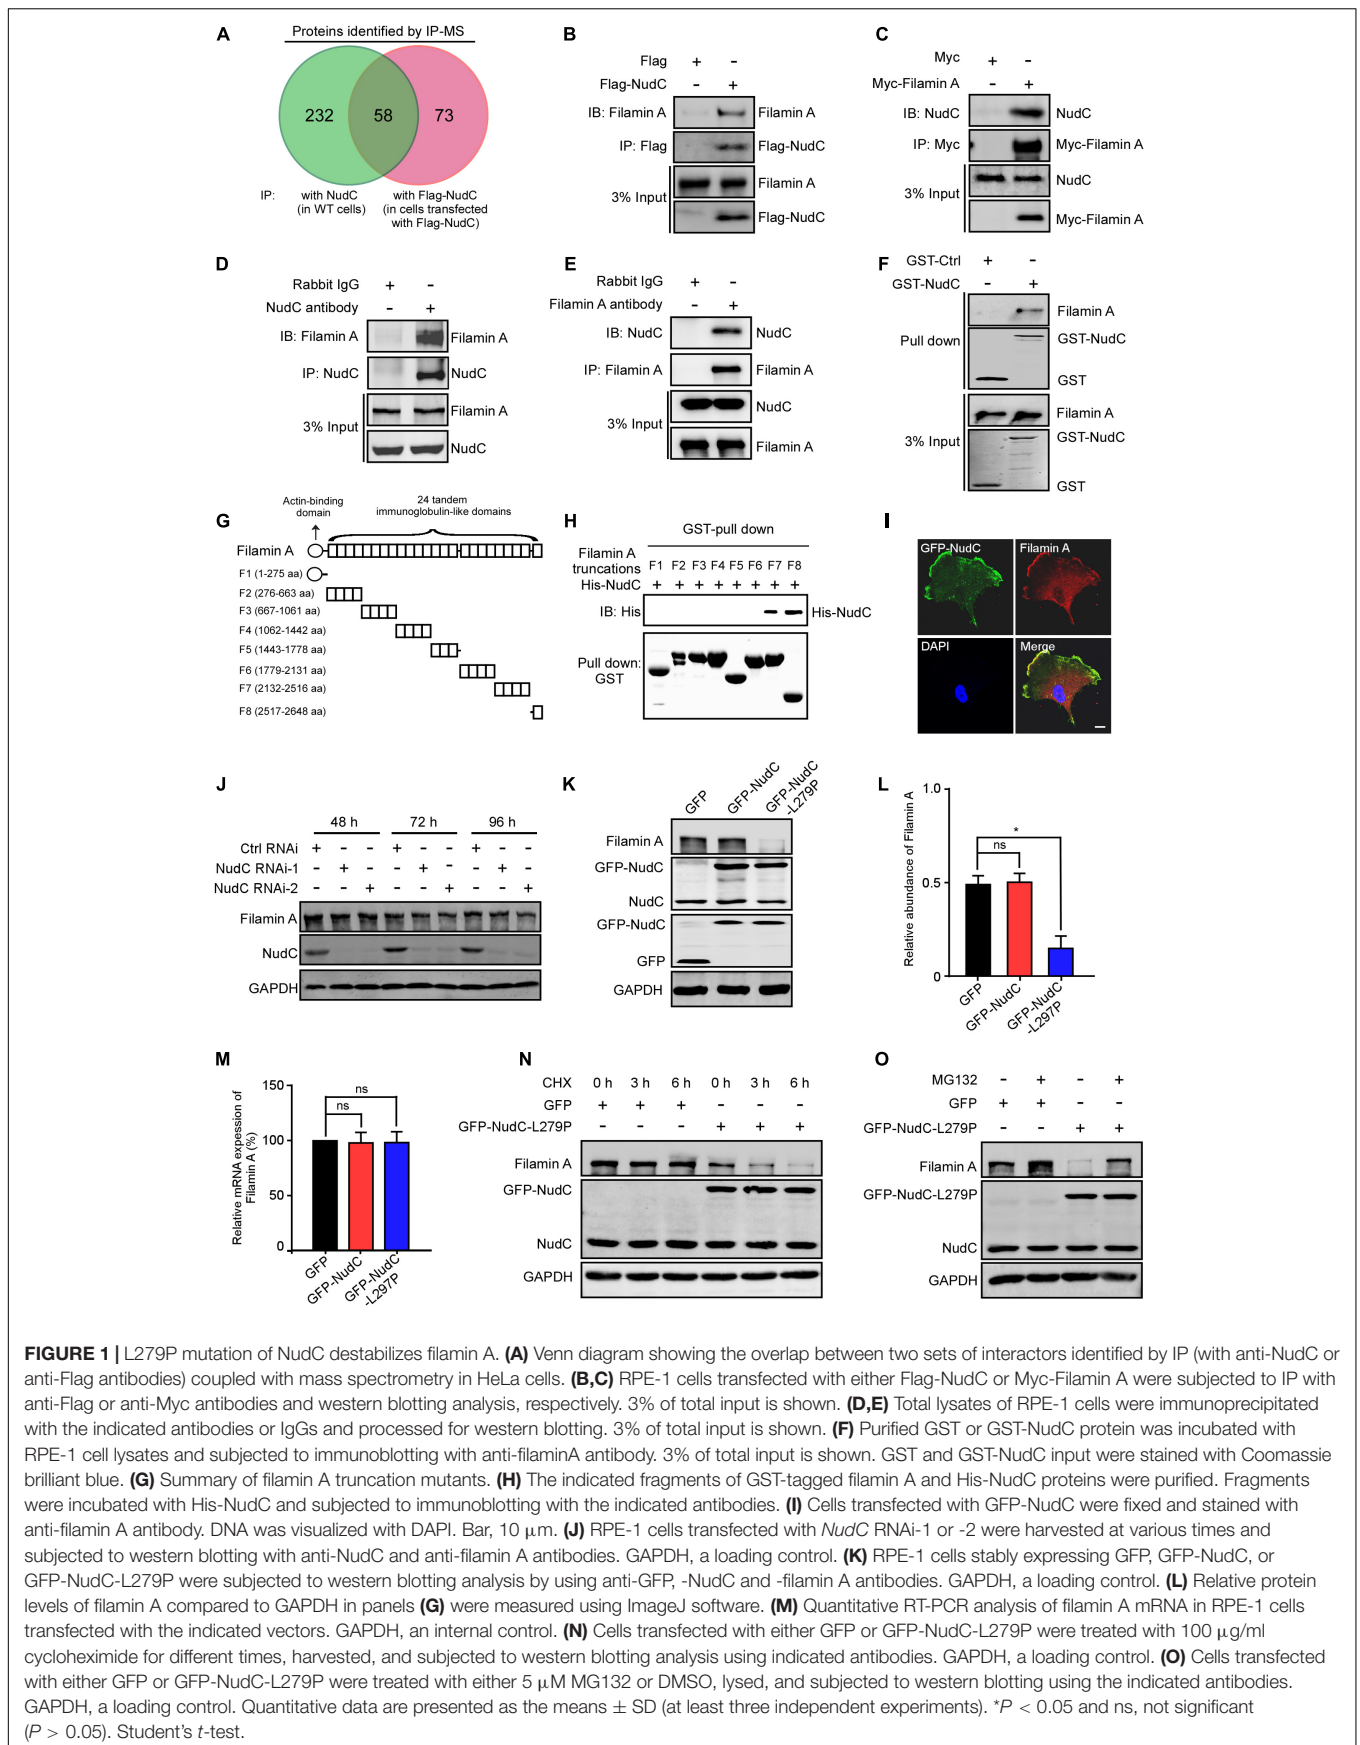 A
Proteins identified by IP-MS
232 58 73
IP: with NudC (in WT cells)
with Flag-NudC (in cells transfected with Flag-NudC)
B
Flag + -
Flag-NudC - +
IB: Filamin A Filamin A
IP: Flag Flag-NudC
3% Input Filamin A
Flag-NudC
C
Myc + -
Myc-Filamin A - +
IB: NudC NudC
IP: Myc Myc-Filamin A
3% Input NudC
Myc-Filamin A
D
Rabbit IgG + -
NudC antibody - +
IB: Filamin A Filamin A
IP: NudC NudC
3% Input Filamin A
NudC
E
Rabbit IgG + -
Filamin A antibody - +
IB: NudC NudC
IP: Filamin A Filamin A
3% Input NudC
Filamin A
F
GST-Ctrl + -
GST-NudC - +
Pull down Filamin A
GST-NudC
GST
3% Input Filamin A
GST-NudC
GST
G
Actin-binding domain
24 tandem immunoglobulin-like domains
Filamin A
F1 (1-275 aa)
F2 (276-663 aa)
F3 (667-1061 aa)
F4 (1062-1442 aa)
F5 (1443-1778 aa)
F6 (1779-2131 aa)
F7 (2132-2516 aa)
F8 (2517-2648 aa)
H
GST-pull down
Filamin A truncations F1 F2 F3 F4 F5 F6 F7 F8
His-NudC + + + + + + + +
IB: His His-NudC
Pull down: GST
I
GFP-NudC Filamin A
DAPI Merge
J
48 h 72 h 96 h
Ctrl RNAi + - - + - - + - -
NudC RNAi-1 - + - - + - - + -
NudC RNAi-2 - - + - - + - - +
Filamin A
NudC
GAPDH
K
GFP GFP-NudC GFP-NudC-L279P
Filamin A
GFP-NudC
NudC
GFP-NudC
GFP
GAPDH
L
Relative abundance of Filamin A
1.0
0.5
0
ns *
GFP GFP-NudC GFP-NudC-L297P
M
Relative mRNA expession of Filamin A (%)
150
100
50
0
ns
ns
GFP GFP-NudC GFP-NudC-L297P
N
CHX 0 h 3 h 6 h 0 h 3 h 6 h
GFP + + + - - -
GFP-NudC-L279P - - - + + +
Filamin A
GFP-NudC
NudC
GAPDH
O
MG132 - + - +
GFP + + - -
GFP-NudC-L279P - - + +
Filamin A
GFP-NudC-L279P
NudC
GAPDH
FIGURE 1 | L279P mutation of NudC destabilizes filamin A. (A) Venn diagram showing the overlap between two sets of interactors identified by IP (with anti-NudC or
anti-Flag antibodies) coupled with mass spectrometry in HeLa cells. (B,C) RPE-1 cells transfected with either Flag-NudC or Myc-Filamin A were subjected to IP with
anti-Flag or anti-Myc antibodies and western blotting analysis, respectively. 3% of total input is shown. (D,E) Total lysates of RPE-1 cells were immunoprecipitated
with the indicated antibodies or IgGs and processed for western blotting. 3% of total input is shown. (F) Purified GST or GST-NudC protein was incubated with
RPE-1 cell lysates and subjected to immunoblotting with anti-filaminA antibody. 3% of total input is shown. GST and GST-NudC input were stained with Coomassie
brilliant blue. (G) Summary of filamin A truncation mutants. (H) The indicated fragments of GST-tagged filamin A and His-NudC proteins were purified. Fragments
were incubated with His-NudC and subjected to immunoblotting with the indicated antibodies. (I) Cells transfected with GFP-NudC were fixed and stained with
anti-filamin A antibody. DNA was visualized with DAPI. Bar, 10 μm. (J) RPE-1 cells transfected with NudC RNAi-1 or -2 were harvested at various times and
subjected to western blotting with anti-NudC and anti-filamin A antibodies. GAPDH, a loading control. (K) RPE-1 cells stably expressing GFP, GFP-NudC, or
GFP-NudC-L279P were subjected to western blotting analysis by using anti-GFP, -NudC and -filamin A antibodies. GAPDH, a loading control. (L) Relative protein
levels of filamin A compared to GAPDH in panels (G) were measured using ImageJ software. (M) Quantitative RT-PCR analysis of filamin A mRNA in RPE-1 cells
transfected with the indicated vectors. GAPDH, an internal control. (N) Cells transfected with either GFP or GFP-NudC-L279P were treated with 100 μg/ml
cycloheximide for different times, harvested, and subjected to western blotting analysis using indicated antibodies. GAPDH, a loading control. (O) Cells transfected
with either GFP or GFP-NudC-L279P were treated with either 5 μM MG132 or DMSO, lysed, and subjected to western blotting using the indicated antibodies.
GAPDH, a loading control. Quantitative data are presented as the means ± SD (at least three independent experiments). *P < 0.05 and ns, not significant
(P > 0.05). Student's t-test.